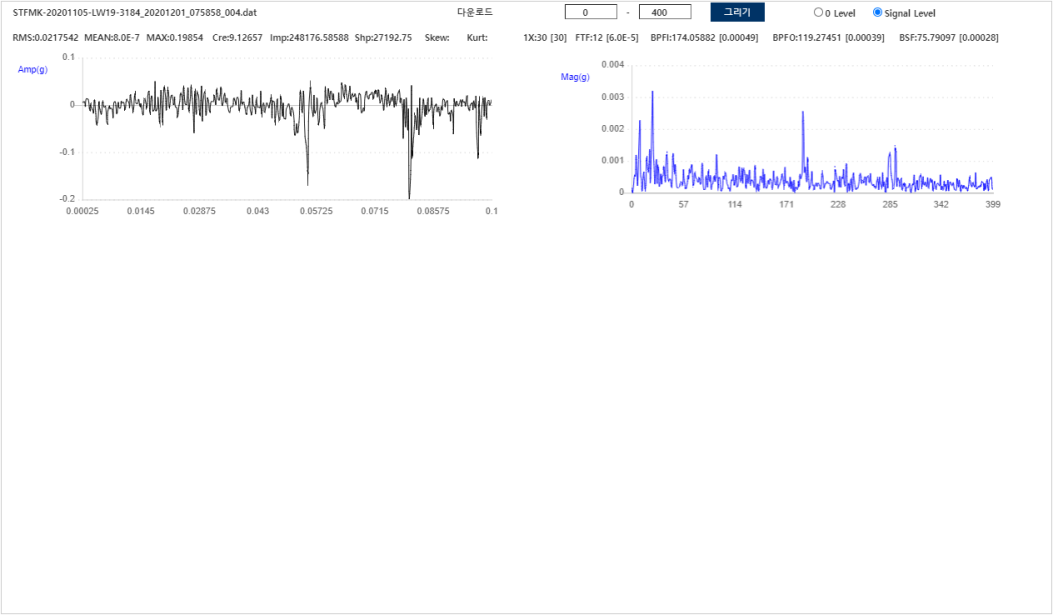 STFMK-20201105-LW19-3184_20201201_075858_004.dat 다운로드 0 - 400 그리기 0 Level Signal Level
RMS:0.0217542 MEAN:8.0E-7 MAX:0.19854 Cre:9.12657 Imp:248176.58588 Shp:27192.75 Skew: Kurt: 1X:30 [30] FTF:12 [6.0E-5] BPFI:174.05882 [0.00049] BPFO:119.27451 [0.00039] BSF:75.79097 [0.00028]
Amp(g)
0.1
0
-0.1
-0.2
0.00025 0.0145 0.02875 0.043 0.05725 0.0715 0.08575 0.1
Mag(g)
0.004
0.003
0.002
0.001
0
0 57 114 171 228 285 342 399